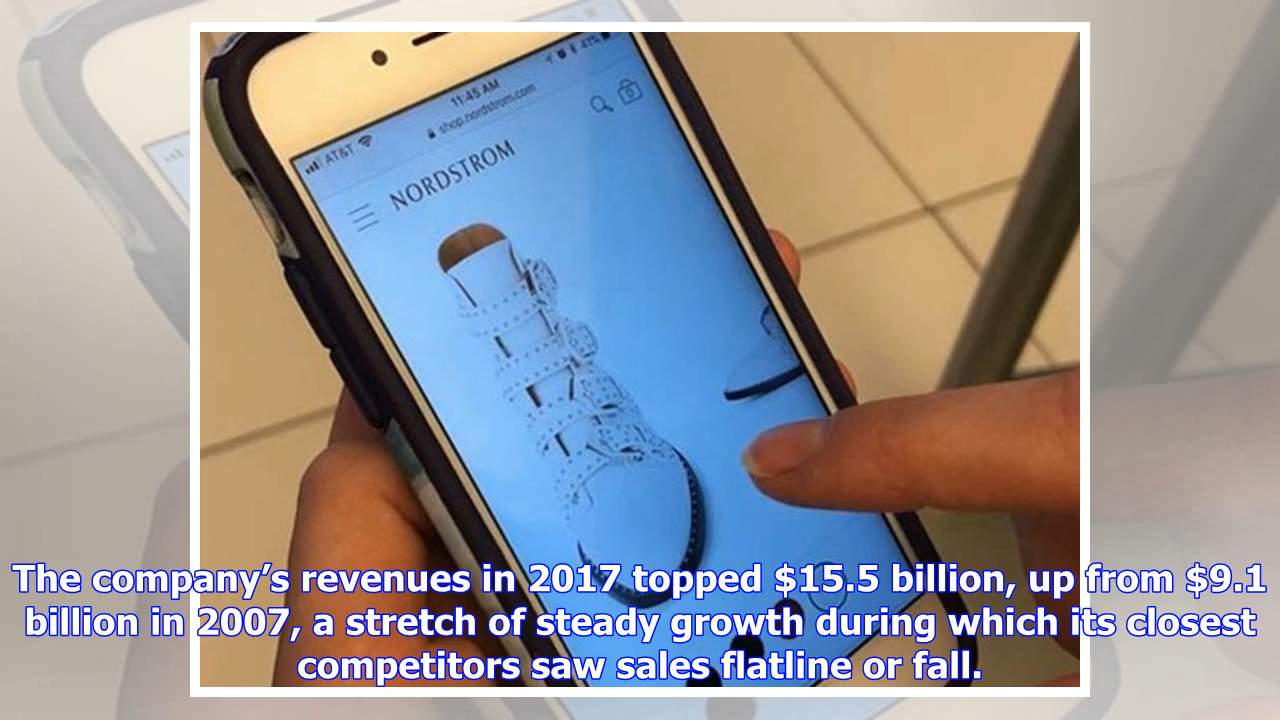 11:45 AM
41%
AT&T
shop.nordstrom.com
0
NORDSTROM
The company’s revenues in 2017 topped $15.5 billion, up from $9.1
billion in 2007, a stretch of steady growth during which its closest
competitors saw sales flatline or fall.